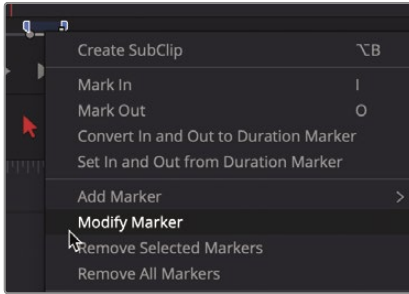 Create SubClip ⌥B
Mark In I
Mark Out O
Convert In and Out to Duration Marker
Set In and Out from Duration Marker
Add Marker >
Modify Marker
Remove Selected Markers
Remove All Markers